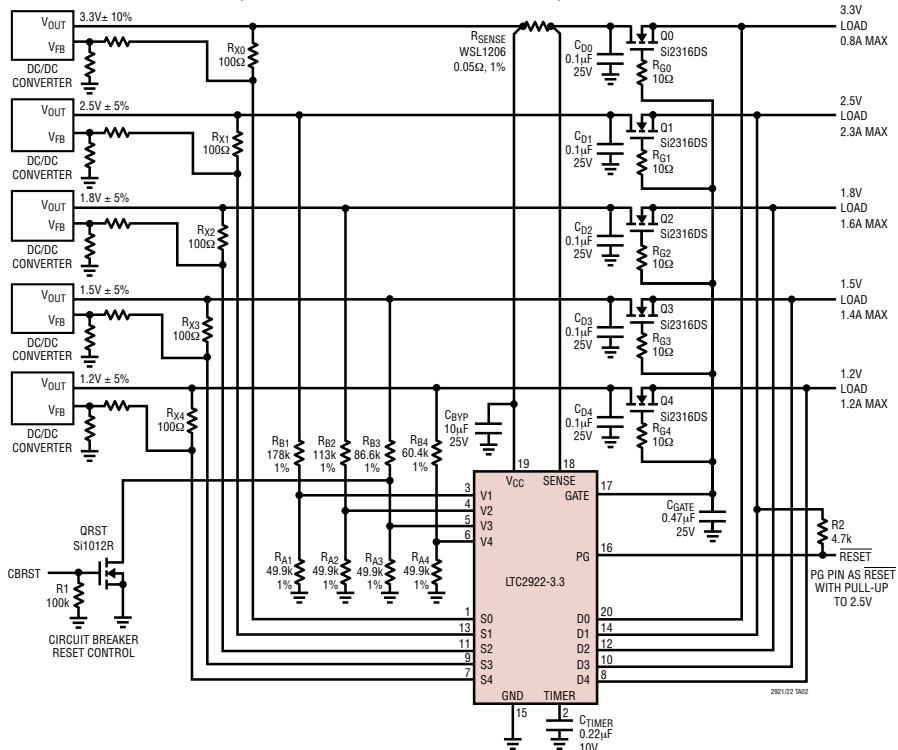 VOUT
VFB
DC/DC
CONVERTER
3.3V± 10%
RX0
100Ω
RSENSE
WSL1206
0.05Ω, 1%
CD0
0.1µF
25V
Q0
Si2316DS
RG0
10Ω
3.3V
LOAD
0.8A MAX
VOUT
VFB
DC/DC
CONVERTER
2.5V ± 5%
RX1
100Ω
CD1
0.1µF
25V
Q1
Si2316DS
RG1
10Ω
2.5V
LOAD
2.3A MAX
VOUT
VFB
DC/DC
CONVERTER
1.8V ± 5%
RX2
100Ω
CD2
0.1µF
25V
Q2
Si2316DS
RG2
10Ω
1.8V
LOAD
1.6A MAX
VOUT
VFB
DC/DC
CONVERTER
1.5V ± 5%
RX3
100Ω
CD3
0.1µF
25V
Q3
Si2316DS
RG3
10Ω
1.5V
LOAD
1.4A MAX
VOUT
VFB
DC/DC
CONVERTER
1.2V ± 5%
RX4
100Ω
CD4
0.1µF
25V
Q4
Si2316DS
RG4
10Ω
1.2V
LOAD
1.2A MAX
CBYP
10µF
25V
RB1
178k
1%
RB2
113k
1%
RB3
86.6k
1%
RB4
60.4k
1%
RA1
49.9k
1%
RA2
49.9k
1%
RA3
49.9k
1%
RA4
49.9k
1%
QRST
Si1012R
CBRST
R1
100k
CIRCUIT BREAKER
RESET CONTROL
19
VCC
18
SENSE
3 V1
4 V2
5 V3
6 V4
GATE 17
PG 16
LTC2922-3.3
1 S0
13 S1
11 S2
9 S3
7 S4
D0 20
D1 14
D2 12
D3 10
D4 8
GND
15
TIMER
2
CTIMER
0.22µF
10V
CGATE
0.47µF
25V
R2
4.7k
RESET
PG PIN AS RESET
WITH PULL-UP
TO 2.5V
2921/22 TA02